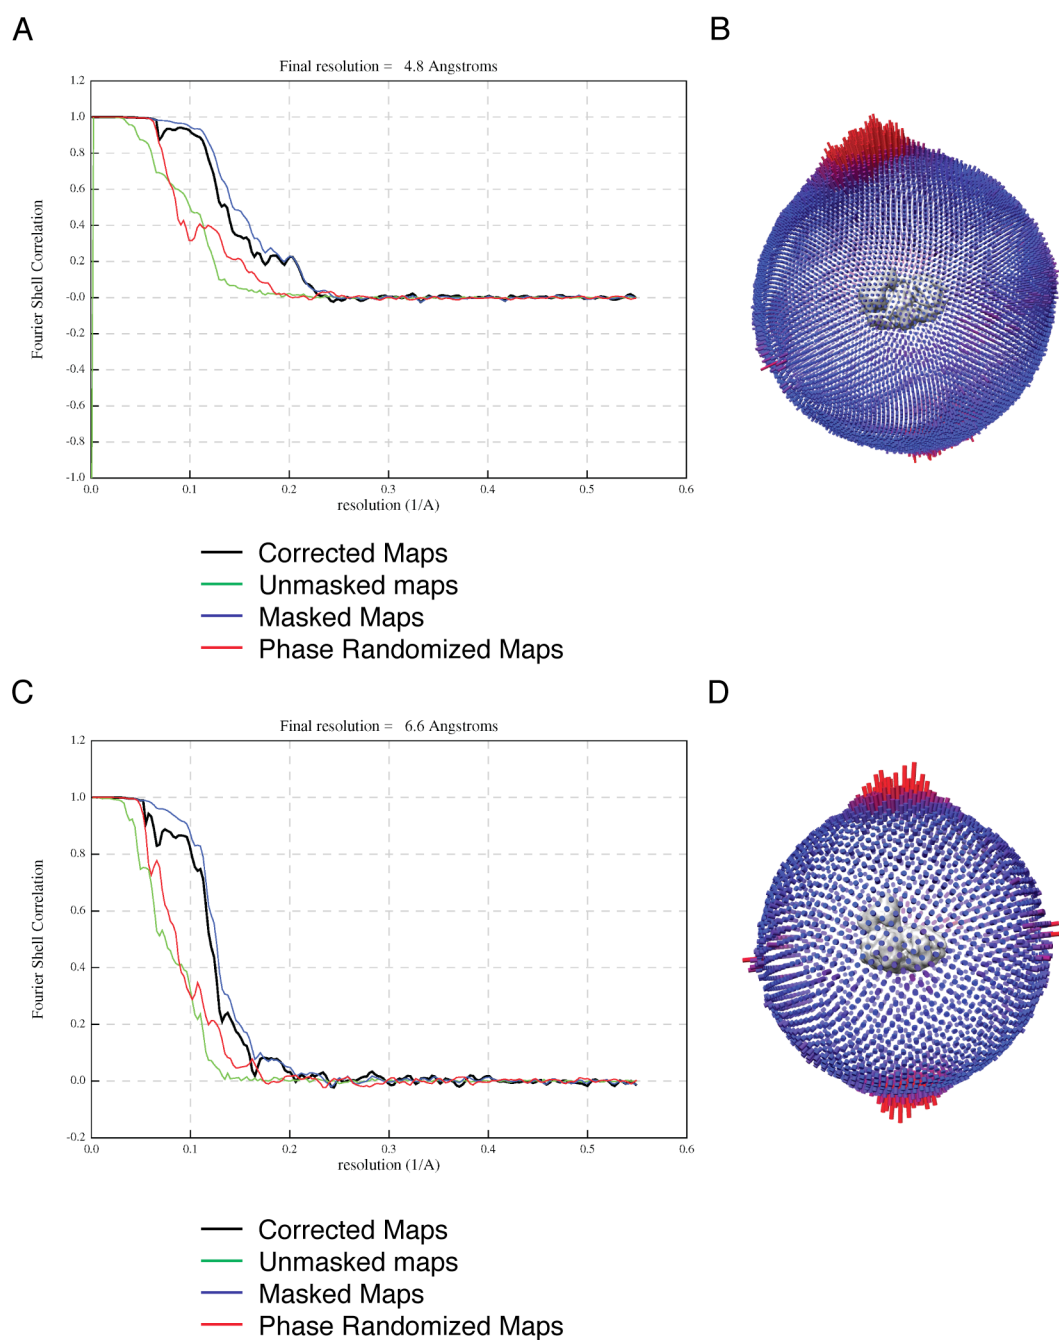 A
B
Final resolution = 4.8 Angstroms
1.2
1.0
0.8
0.6
0.4
0.2
-0.0
-0.2
-0.4
-0.6
-0.8
-1.0
Fourier Shell Correlation
0.0 0.1 0.2 0.3 0.4 0.5 0.6
resolution (1/A)
Corrected Maps
Unmasked maps
Masked Maps
Phase Randomized Maps
C
D
Final resolution = 6.6 Angstroms
1.2
1.0
0.8
0.6
0.4
0.2
0.0
-0.2
Fourier Shell Correlation
0.0 0.1 0.2 0.3 0.4 0.5 0.6
resolution (1/A)
Corrected Maps
Unmasked maps
Masked Maps
Phase Randomized Maps